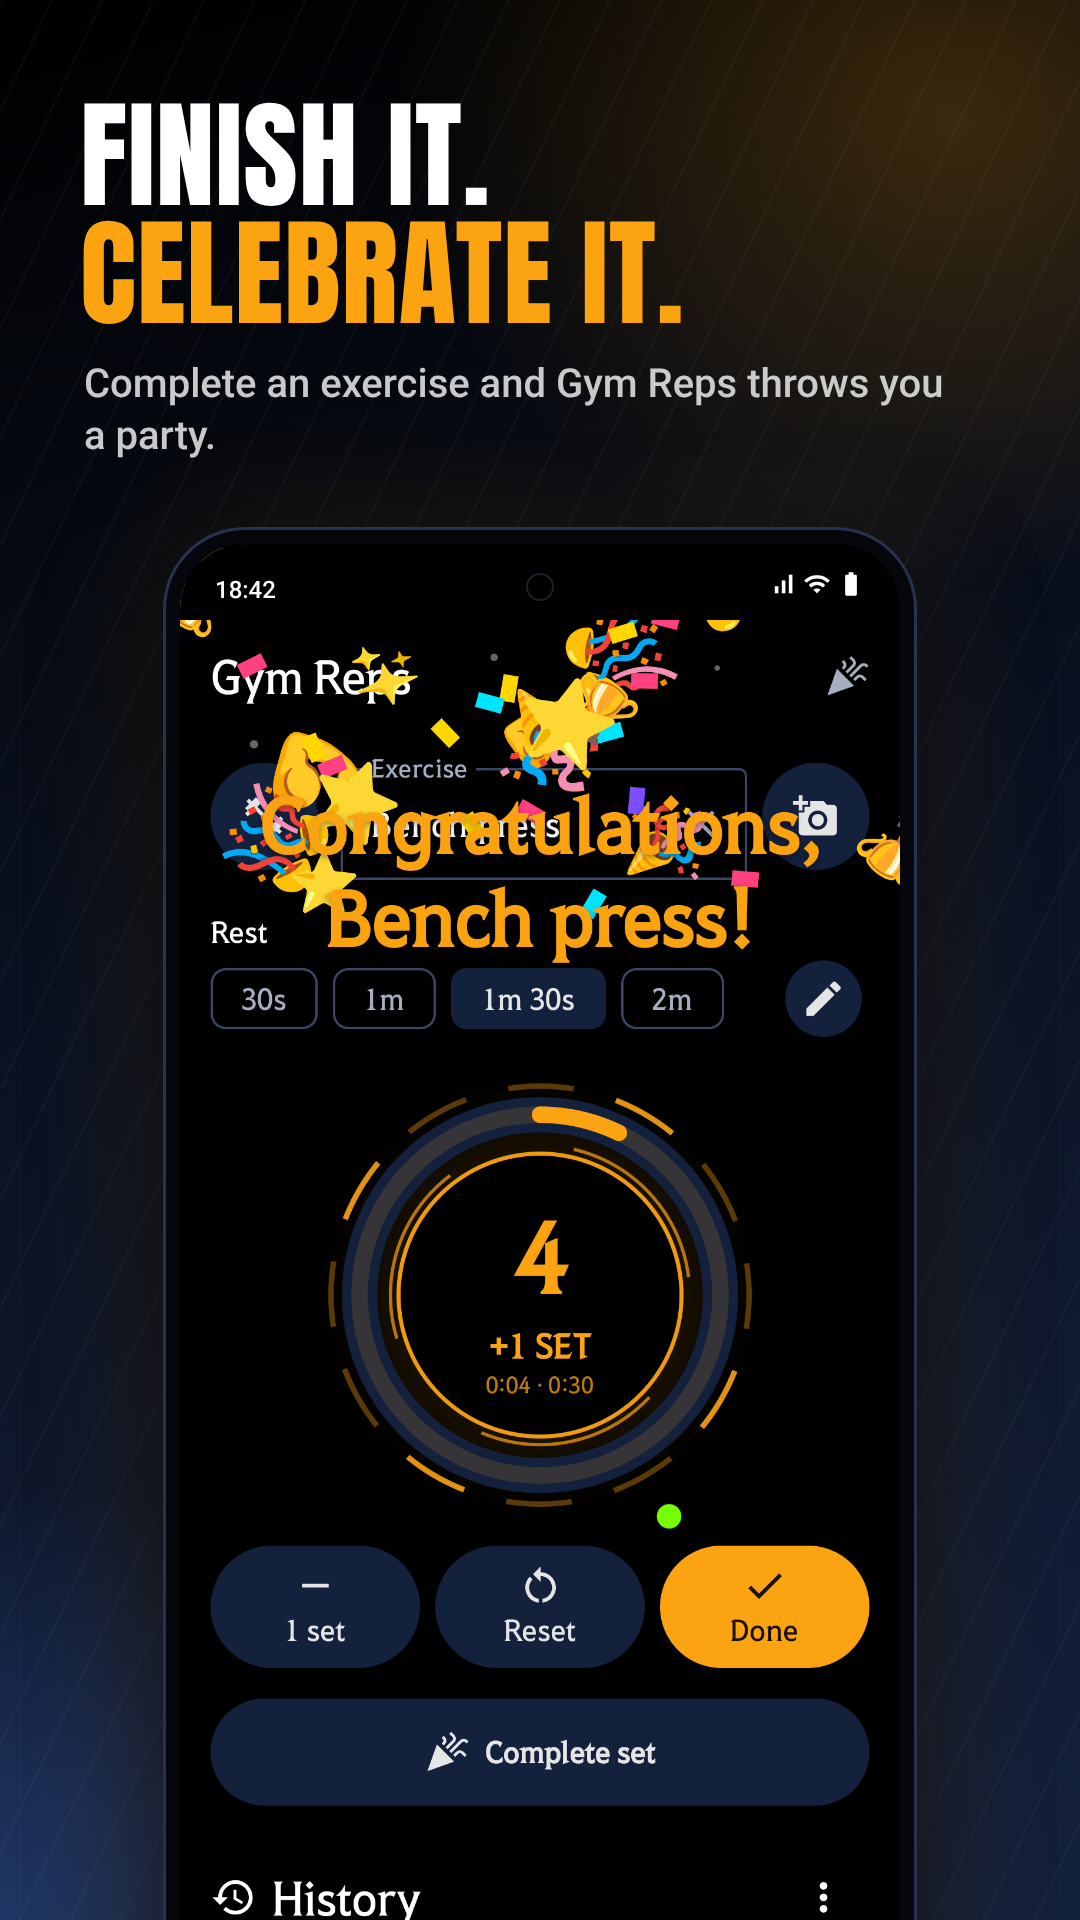 FINISH IT.
CELEBRATE IT.
Complete an exercise and Gym Reps throws you
a party.
18:42
Gym Reps
Exercise
Bench press
Congratulations,
Bench press!
Rest
30s
1m
1m 30s
2m
4
+1 SET
0:04 · 0:30
1 set
Reset
Done
Complete set
History